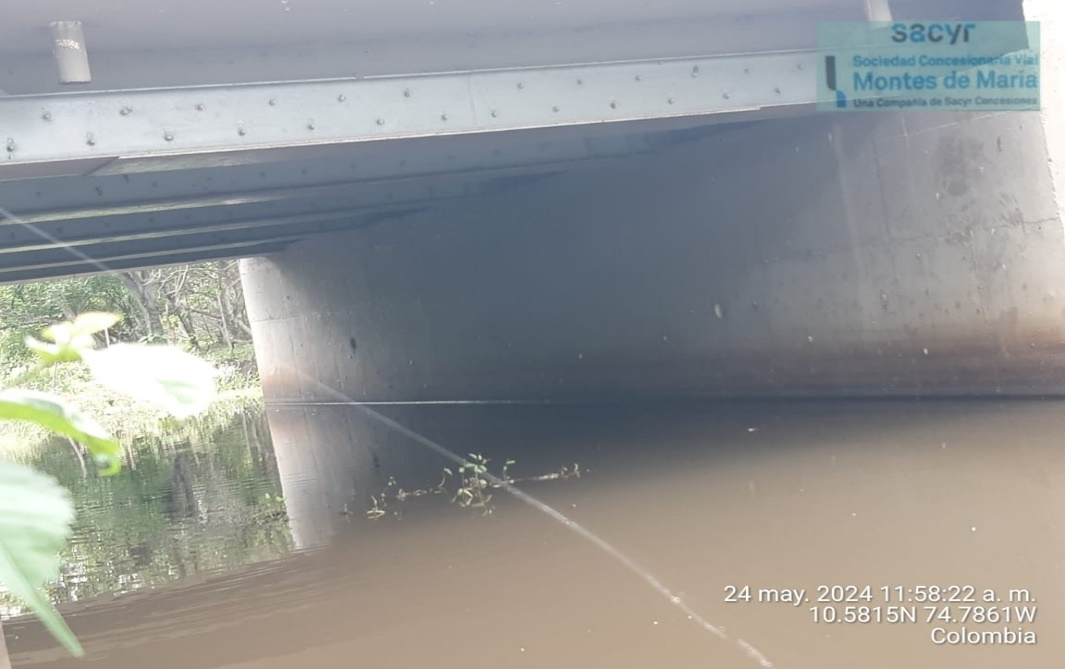 sacyr
Sociedad Concesionaria Vial
Montes de María
Una Compañía de Sacyr Concesiones
24 may. 2024 11:58:22 a. m.
10.5815N 74.7861W
Colombia